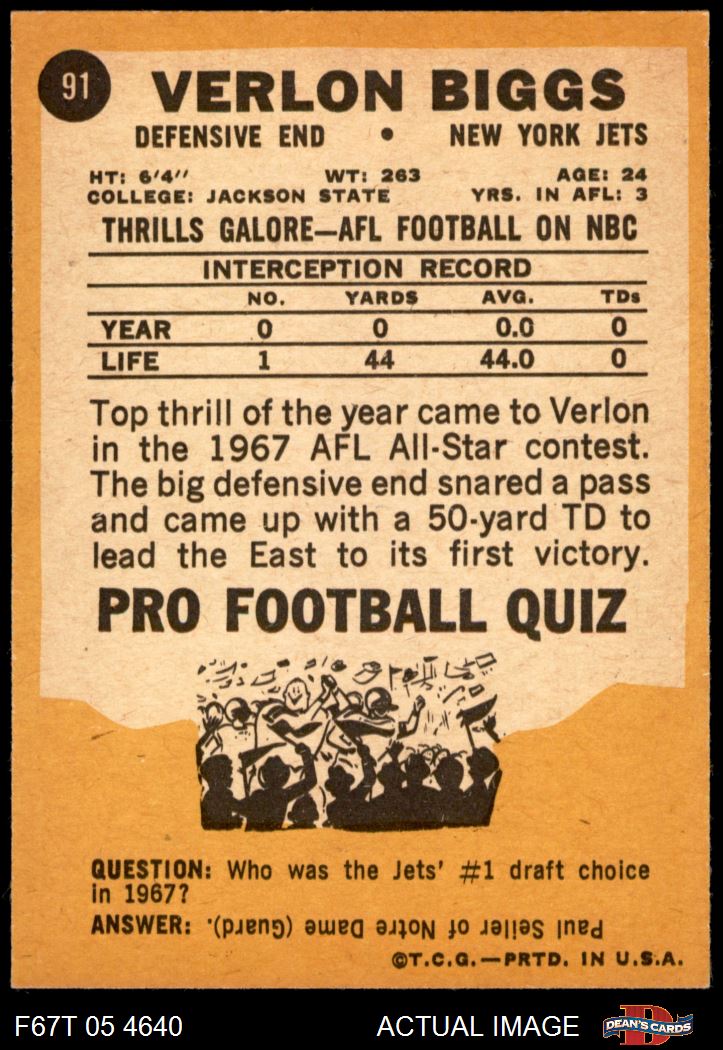 91
VERLON BIGGS
DEFENSIVE END • NEW YORK JETS
HT: 6'4'' WT: 263 AGE: 24
COLLEGE: JACKSON STATE YRS. IN AFL: 3
THRILLS GALORE—AFL FOOTBALL ON NBC
INTERCEPTION RECORD
NO. YARDS AVG. TDs
YEAR 0 0 0.0 0
LIFE 1 44 44.0 0
Top thrill of the year came to Verlon
in the 1967 AFL All-Star contest.
The big defensive end snared a pass
and came up with a 50-yard TD to
lead the East to its first victory.
PRO FOOTBALL QUIZ
QUESTION: Who was the Jets' #1 draft choice
in 1967?
ANSWER: Paul Seiler of Notre Dame (Guard).
©T.C.G.—PRTD. IN U.S.A.
F67T 05 4640 ACTUAL IMAGE D DEAN'S CARDS